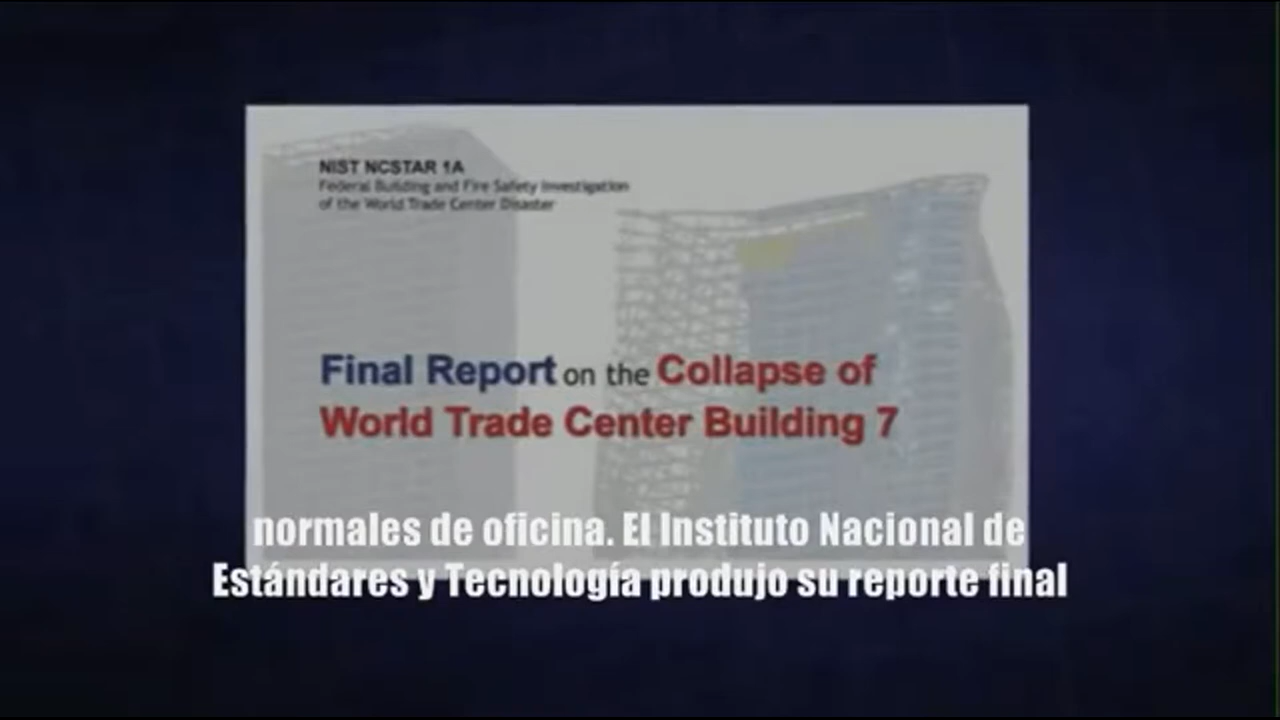 NIST NCSTAR 1A
Federal Building and Fire Safety Investigation
of the World Trade Center Disaster
Final Report on the Collapse of
World Trade Center Building 7
normales de oficina. El Instituto Nacional de
Estándares y Tecnología produjo su reporte final